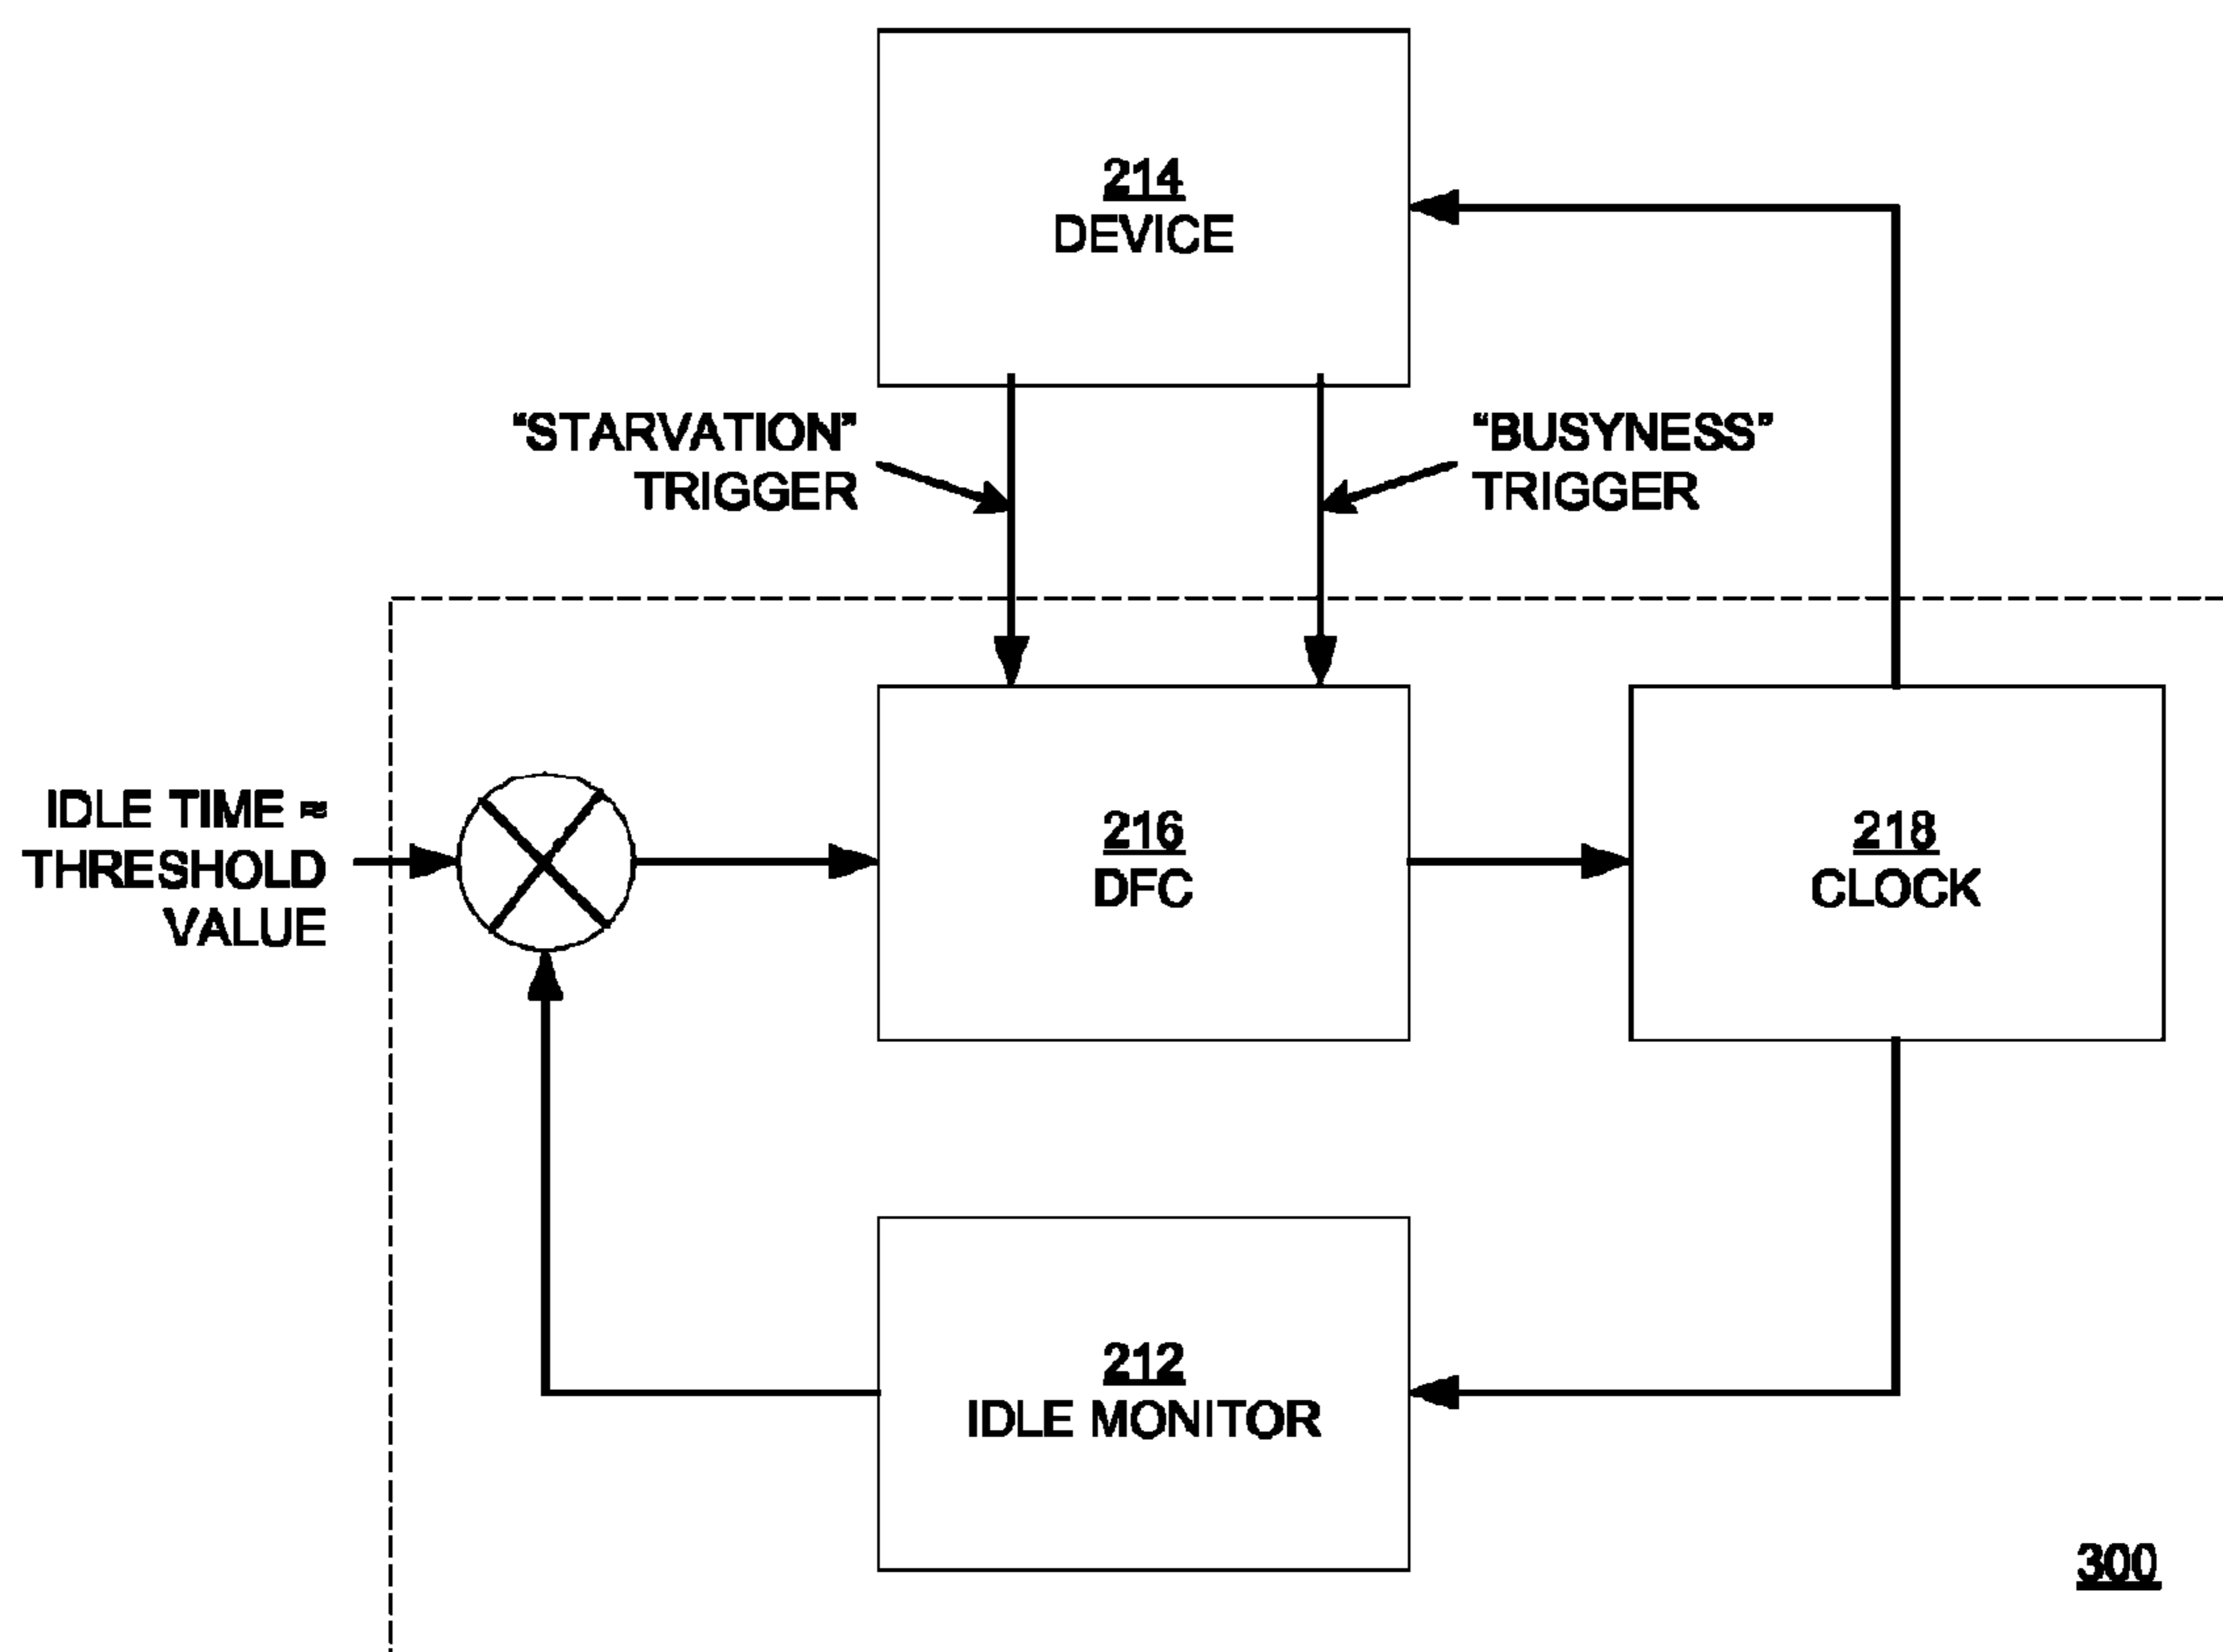 214
DEVICE
“STARVATION”
TRIGGER
“BUSYNESS”
TRIGGER
IDLE TIME ≈
THRESHOLD
VALUE
216
DFC
218
CLOCK
212
IDLE MONITOR
300